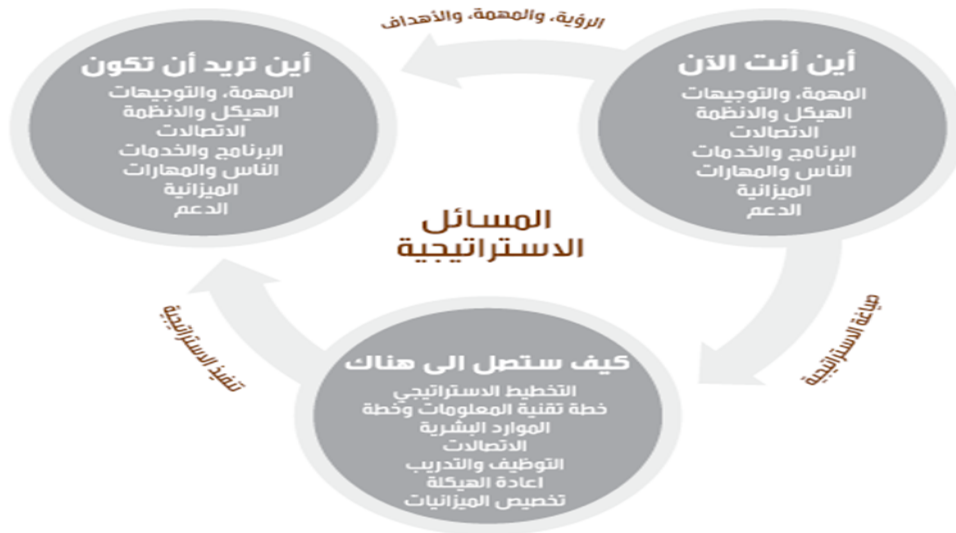 الرؤية، والمهمة، والأهداف
أين أنت الآن
المهمة، والتوجيهات
الهيكل والانظمة
الاتصالات
البرنامج والخدمات
الناس والمهارات
الميزانية
الدعم
أين تريد أن تكون
المهمة، والتوجيهات
الهيكل والانظمة
الاتصالات
البرنامج والخدمات
الناس والمهارات
الميزانية
الدعم
المسائل
الاستراتيجية
صياغة الاستراتيجية
تنفيذ الاستراتيجية
كيف ستصل الى هناك
التخطيط الاستراتيجي
خطة تقنية المعلومات وخطة
الموارد البشرية
الاتصالات
التوظيف والتدريب
اعادة الهيكلة
تخصيص الميزانيات